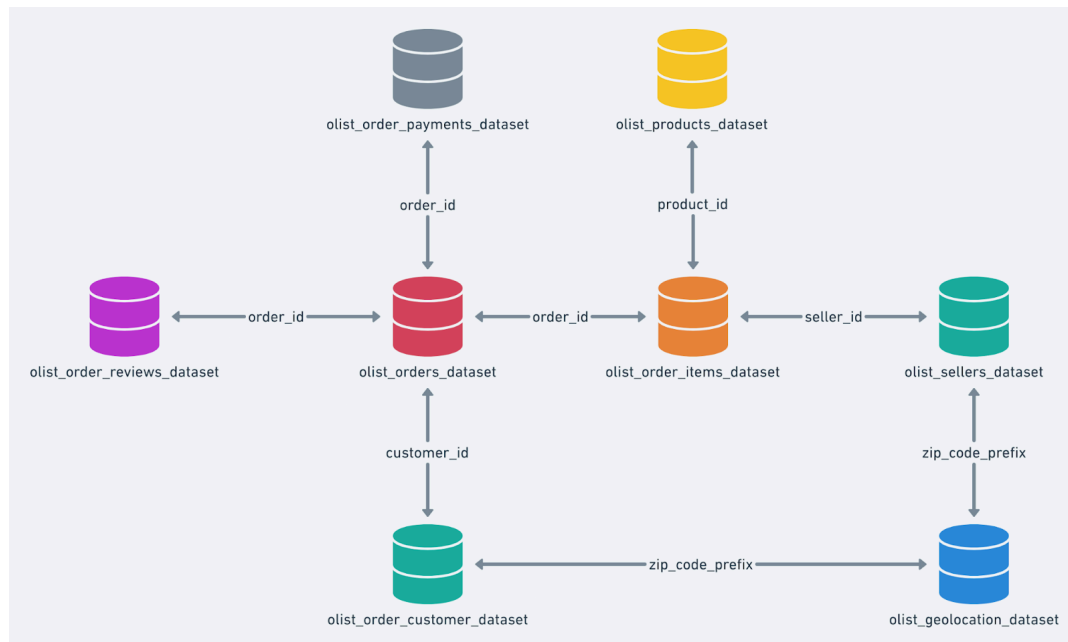 olist_order_payments_dataset
olist_products_dataset
order_id
product_id
order_id
order_id
seller_id
olist_order_reviews_dataset
olist_orders_dataset
olist_order_items_dataset
olist_sellers_dataset
customer_id
zip_code_prefix
zip_code_prefix
olist_order_customer_dataset
olist_geolocation_dataset